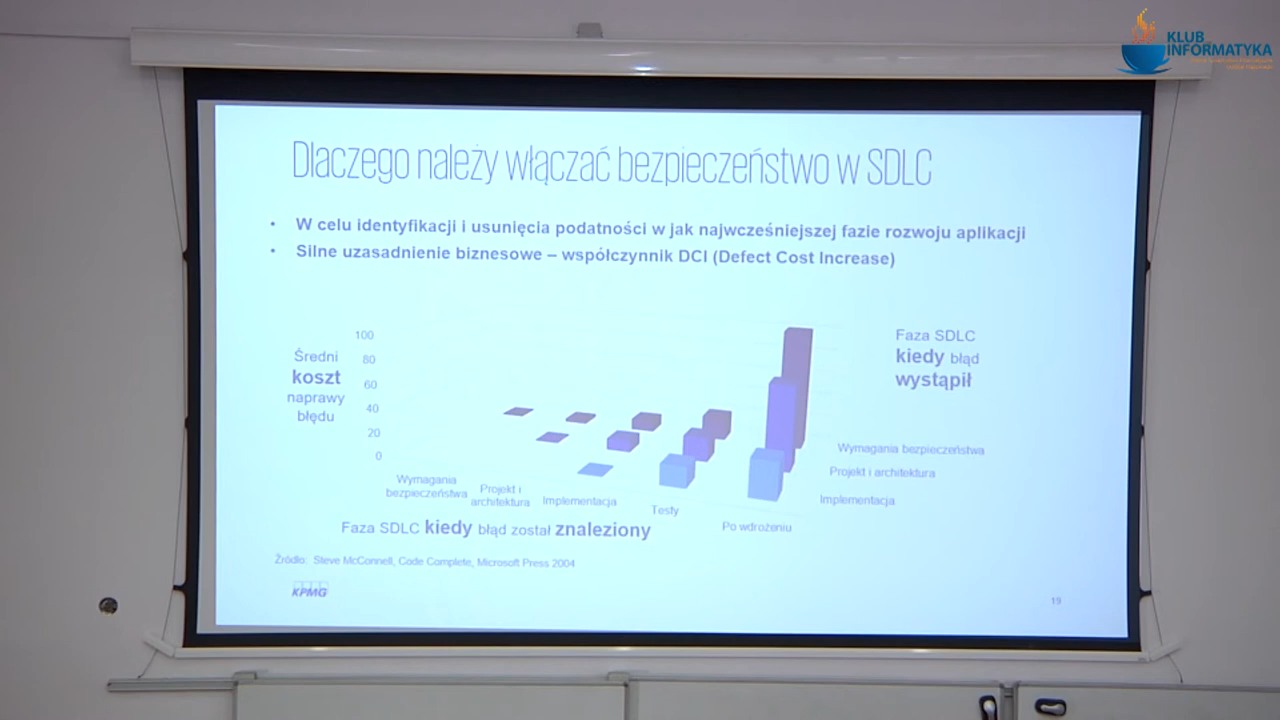 KLUB
INFORMATYKA
Dlaczego należy włączać bezpieczeństwo w SDLC
• W celu identyfikacji i usunięcia podatności w jak najwcześniejszej fazie rozwoju aplikacji
• Silne uzasadnienie biznesowe – współczynnik DCI (Defect Cost Increase)
Średni
koszt
naprawy
błędu
100
80
60
40
20
0
Faza SDLC
kiedy błąd
wystąpił
Wymagania bezpieczeństwa
Projekt i architektura
Implementacja
Wymagania
bezpieczeństwa
Projekt i
architektura
Implementacja
Testy
Po wdrożeniu
Faza SDLC kiedy błąd został znaleziony
Źródło: Steve McConnell, Code Complete, Microsoft Press 2004
KPMG
19